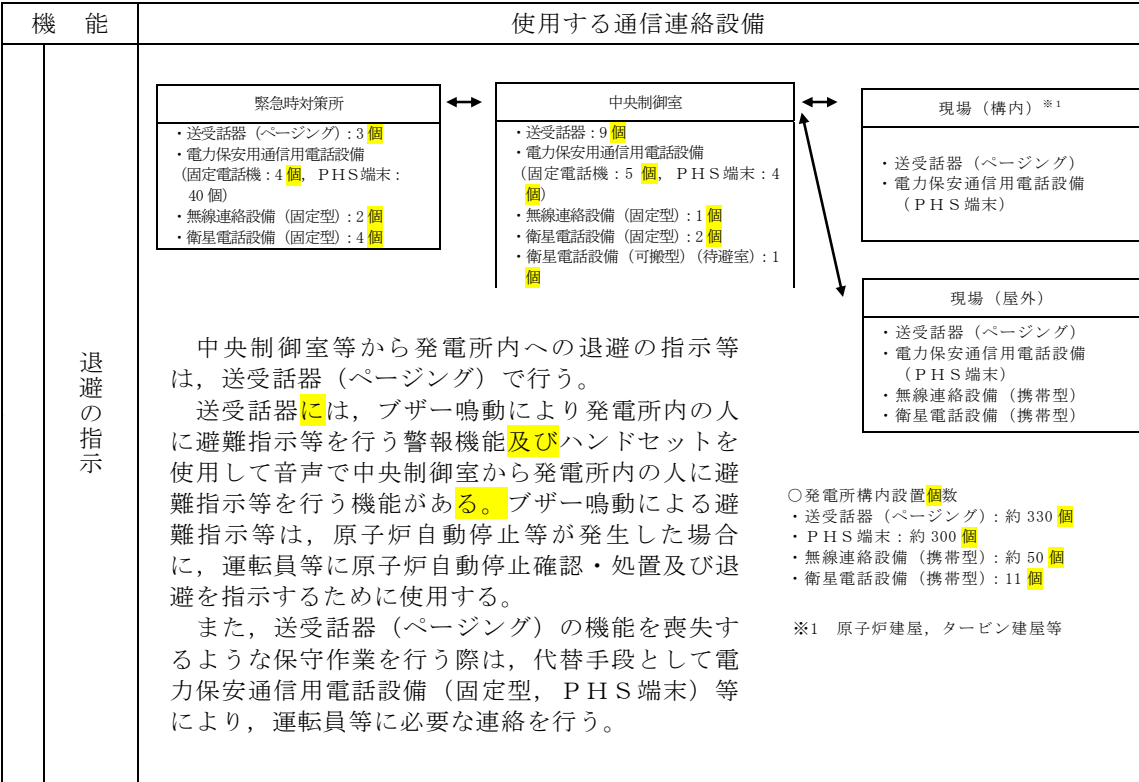 機　能
使用する通信連絡設備
退避の指示
緊急時対策所
・送受話器（ページング）：3 個
・電力保安用通信用電話設備
（固定電話機：4 個，ＰＨＳ端末：
40 個）
・無線連絡設備（固定型）：2 個
・衛星電話設備（固定型）：4 個
中央制御室
・送受話器：9 個
・電力保安用通信用電話設備
（固定電話機：5 個，ＰＨＳ端末：4
個）
・無線連絡設備（固定型）：1 個
・衛星電話設備（固定型）：2 個
・衛星電話設備（可搬型）（待避室）：1
個
現場（構内）※1
・送受話器（ページング）
・電力保安通信用電話設備
（ＰＨＳ端末）
現場（屋外）
・送受話器（ページング）
・電力保安通信用電話設備
（ＰＨＳ端末）
・無線連絡設備（携帯型）
・衛星電話設備（携帯型）
中央制御室等から発電所内への退避の指示等
は，送受話器（ページング）で行う。
送受話器には，ブザー鳴動により発電所内の人
に避難指示等を行う警報機能及びハンドセットを
使用して音声で中央制御室から発電所内の人に避
難指示等を行う機能がある。ブザー鳴動による避
難指示等は，原子炉自動停止等が発生した場合
に，運転員等に原子炉自動停止確認・処置及び退
避を指示するために使用する。
また，送受話器（ページング）の機能を喪失す
るような保守作業を行う際は，代替手段として電
力保安通信用電話設備（固定型，ＰＨＳ端末）等
により，運転員等に必要な連絡を行う。
○発電所構内設置個数
・送受話器（ページング）：約 330 個
・ＰＨＳ端末：約 300 個
・無線連絡設備（携帯型）：約 50 個
・衛星電話設備（携帯型）：11 個
※1　原子炉建屋，タービン建屋等